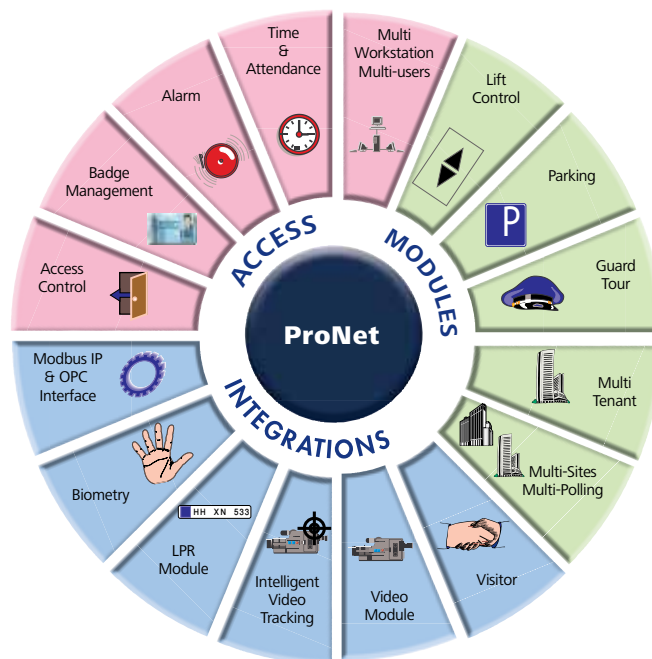 Time
&
Attendance
Multi
Workstation
Multi-users
Lift
Control
Alarm
Badge
Management
Parking
P
Access
Control
Guard
Tour
ACCESS
MODULES
INTEGRATIONS
ProNet
Modbus IP
& OPC
Interface
Multi
Tenant
Biometry
Multi-Sites
Multi-Polling
HH XN 533
LPR
Module
Intelligent
Video
Tracking
Video
Module
Visitor